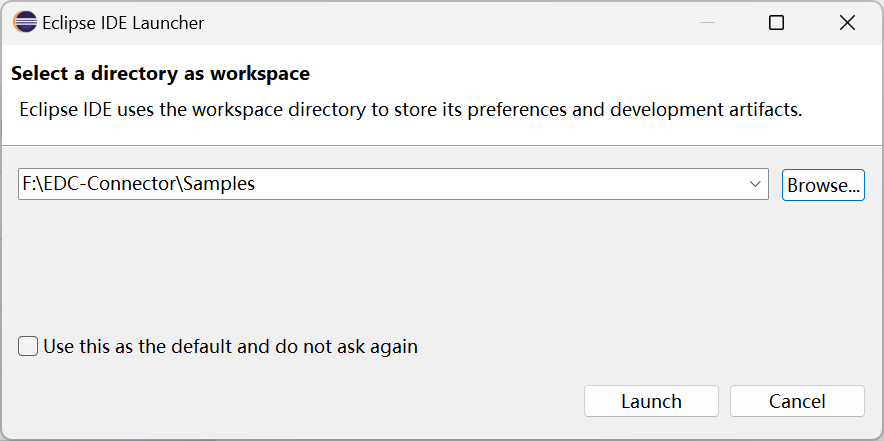 Eclipse IDE Launcher
Select a directory as workspace
Eclipse IDE uses the workspace directory to store its preferences and development artifacts.
F:\EDC-Connector\Samples
Browse...
Use this as the default and do not ask again
Launch
Cancel